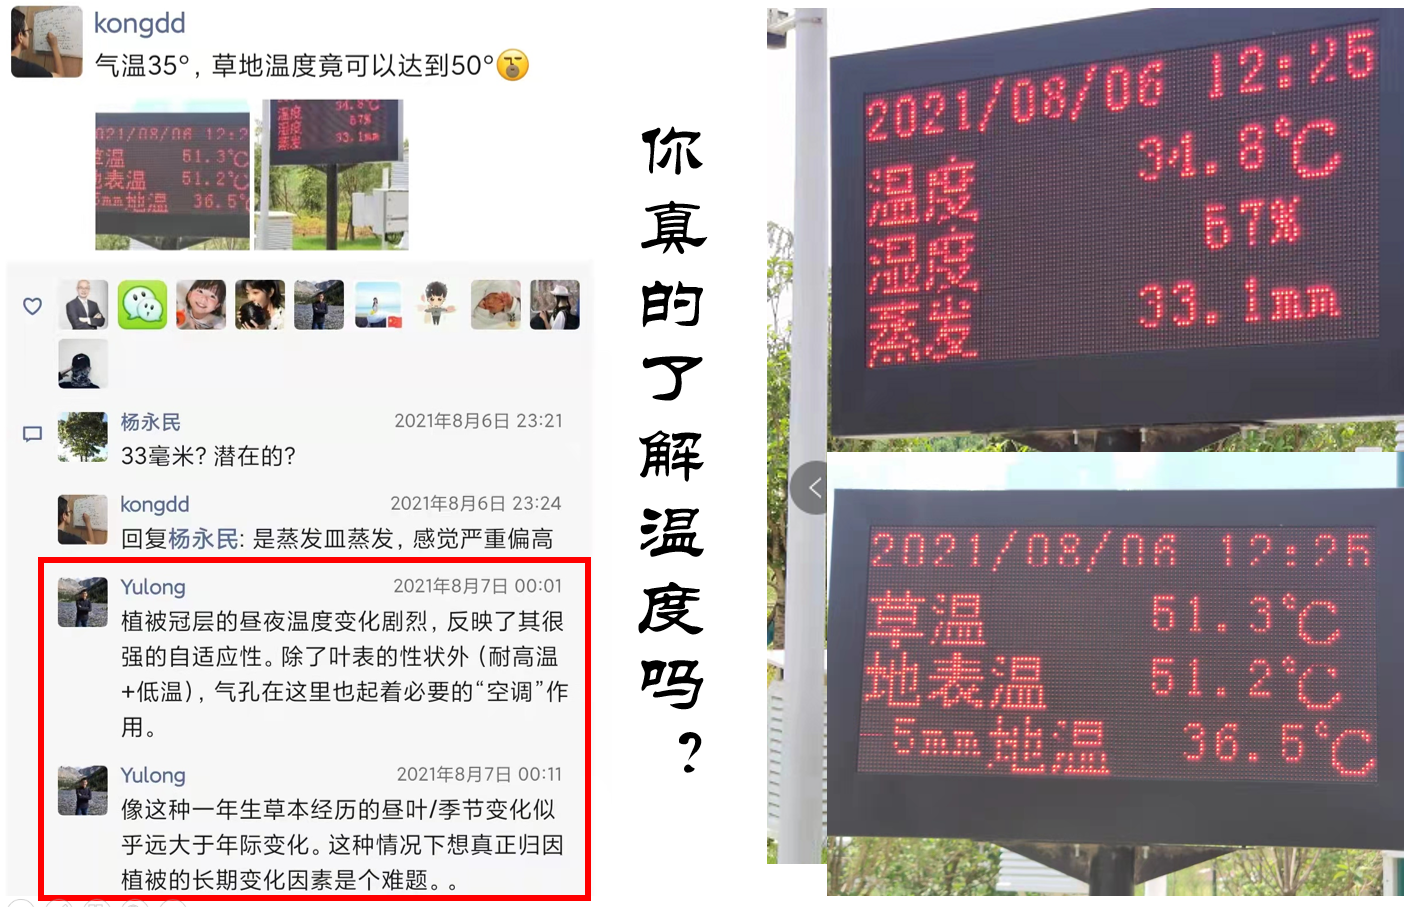 kongdd
气温35°，草地温度竟可以达到50°
021/08/06 12:2
草温 51.3℃
地表温 51.2℃
5mm地温 36.5℃
34.8℃
温度
湿度 57%
蒸发 33.1mm
杨永民 2021年8月6日 23:21
33毫米？潜在的？
kongdd 2021年8月6日 23:24
回复杨永民: 是蒸发皿蒸发，感觉严重偏高
Yulong 2021年8月7日 00:01
植被冠层的昼夜温度变化剧烈，反映了其很
强的自适应性。除了叶表的性状外（耐高温
+低温），气孔在这里也起着必要的“空调”作
用。
Yulong 2021年8月7日 00:11
像这种一年生草本经历的昼叶/季节变化似
乎远大于年际变化。这种情况下想真正归因
植被的长期变化因素是个难题。。
你真的了解温度吗？
2021/08/06 12:25
温度 34.8℃
湿度 57%
蒸发 33.1mm
2021/08/06 12:26
草温 51.3℃
地表温 51.2℃
-5mm地温 36.5℃